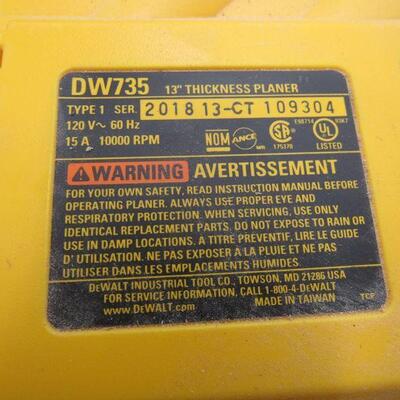 DW735 13" THICKNESS PLANER
TYPE 1 SER. 2018 13-CT 109304
120 V~ 60 Hz
15 A 10000 RPM
NOM ANCE
175370
E98714
LISTED
WARNING AVERTISSEMENT
FOR YOUR OWN SAFETY, READ INSTRUCTION MANUAL BEFORE
OPERATING PLANER. ALWAYS USE PROPER EYE AND
RESPIRATORY PROTECTION. WHEN SERVICING, USE ONLY
IDENTICAL REPLACEMENT PARTS. DO NOT EXPOSE TO RAIN OR
USE IN DAMP LOCATIONS. A TITRE PREVENTIF, LIRE LE GUIDE
D' UTILISATION. NE PAS EXPOSER A LA PLUIE ET NE PAS
UTILISER DANS LES EMPLACEMENTS HUMIDES.
DEWALT INDUSTRIAL TOOL CO., TOWSON, MD 21286 USA
FOR SERVICE INFORMATION, CALL 1-800-4-DEWALT
www.DEWALT.com MADE IN TAIWAN TCP